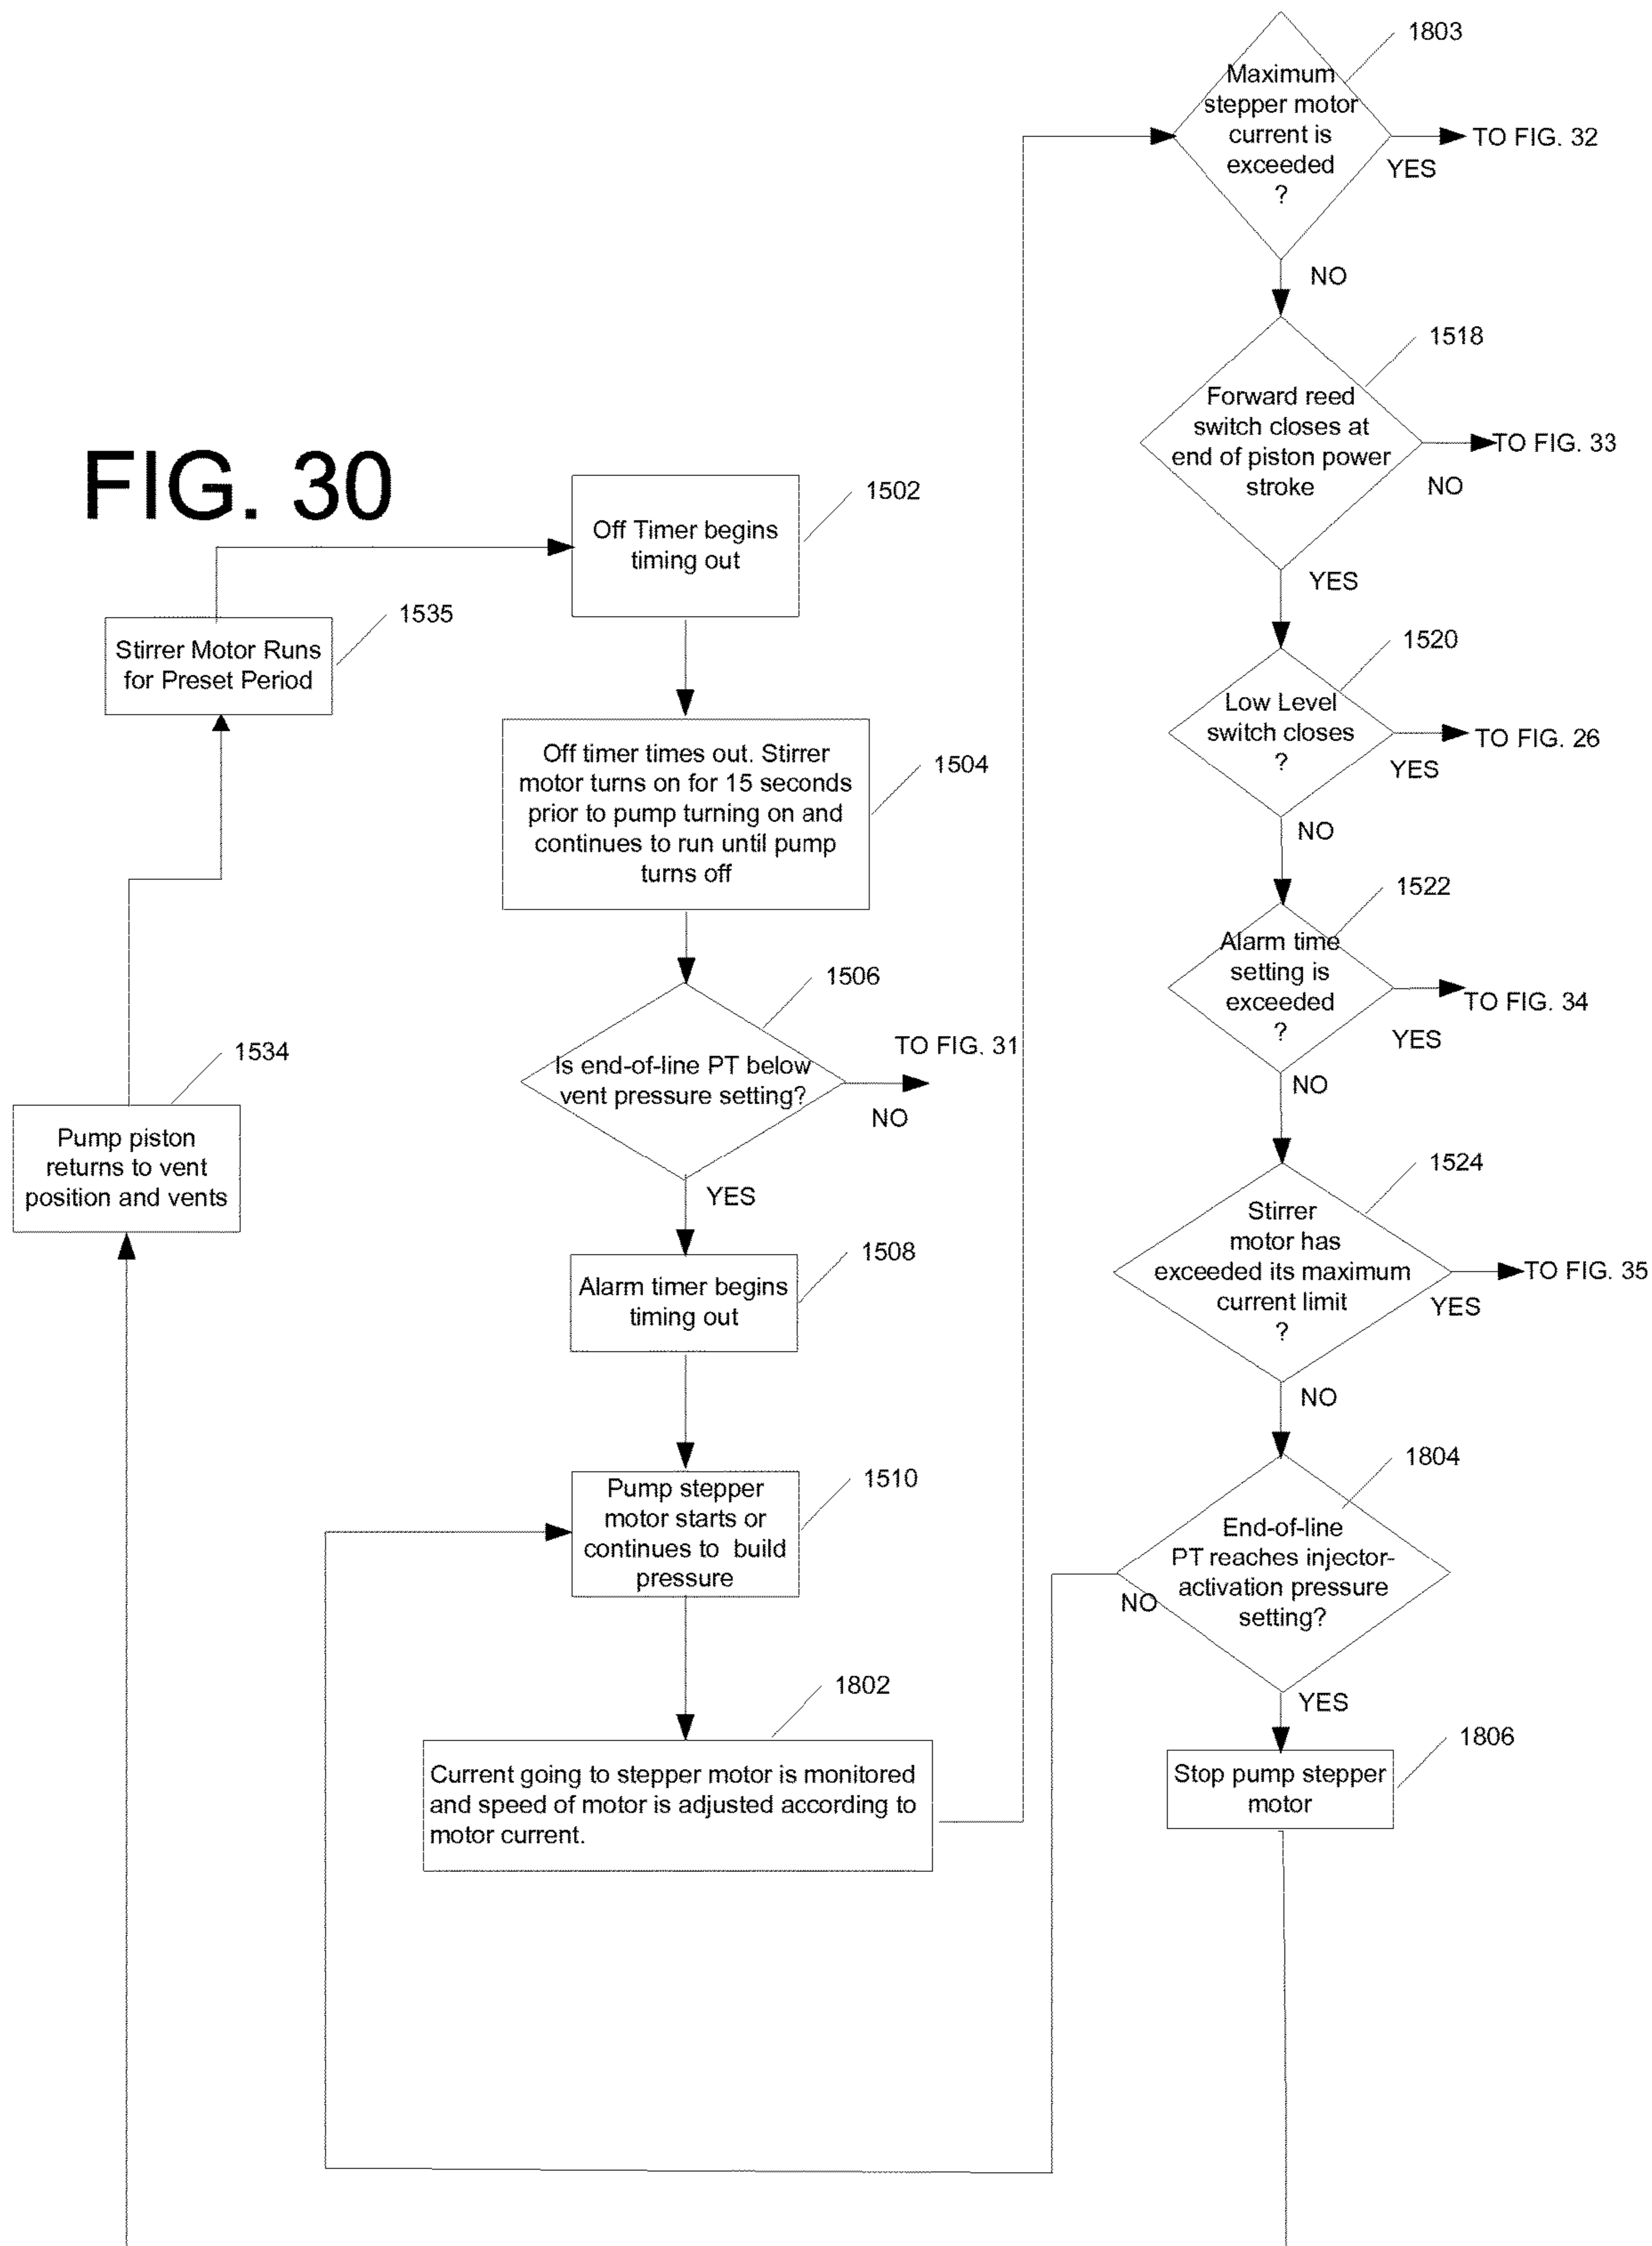 FIG. 30
1502
Off Timer begins
timing out
1535
Stirrer Motor Runs
for Preset Period
1504
Off timer times out. Stirrer
motor turns on for 15 seconds
prior to pump turning on and
continues to run until pump
turns off
1506
Is end-of-line PT below
vent pressure setting?
TO FIG. 31
NO
YES
1534
Pump piston
returns to vent
position and vents
1508
Alarm timer begins
timing out
1510
Pump stepper
motor starts or
continues to build
pressure
1802
Current going to stepper motor is monitored
and speed of motor is adjusted according to
motor current.
1803
Maximum
stepper motor
current is
exceeded
?
TO FIG. 32
YES
NO
1518
Forward reed
switch closes at
end of piston power
stroke
TO FIG. 33
NO
YES
1520
Low Level
switch closes
?
TO FIG. 26
YES
NO
1522
Alarm time
setting is
exceeded
?
TO FIG. 34
YES
NO
1524
Stirrer
motor has
exceeded its maximum
current limit
?
TO FIG. 35
YES
NO
1804
End-of-line
PT reaches injector-
activation pressure
setting?
NO
YES
1806
Stop pump stepper
motor